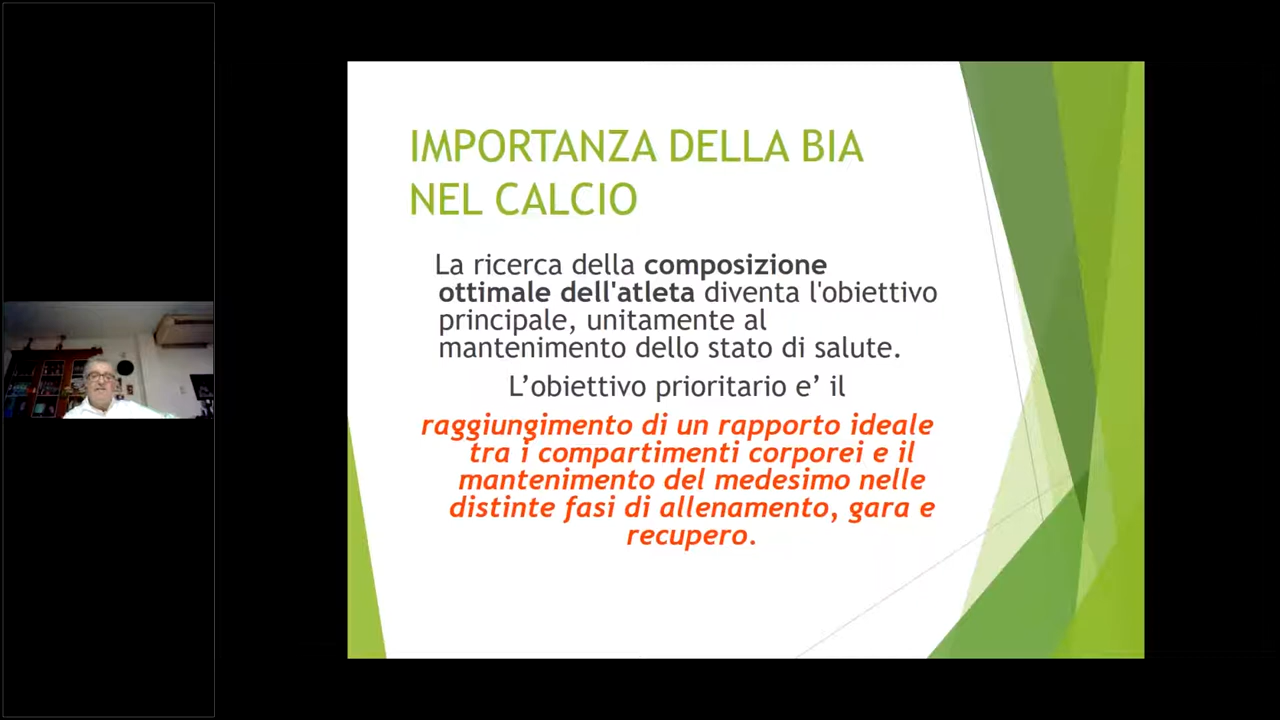 IMPORTANZA DELLA BIA
NEL CALCIO
La ricerca della composizione
ottimale dell'atleta diventa l'obiettivo
principale, unitamente al
mantenimento dello stato di salute.
L’obiettivo prioritario e’ il
raggiungimento di un rapporto ideale
tra i compartimenti corporei e il
mantenimento del medesimo nelle
distinte fasi di allenamento, gara e
recupero.